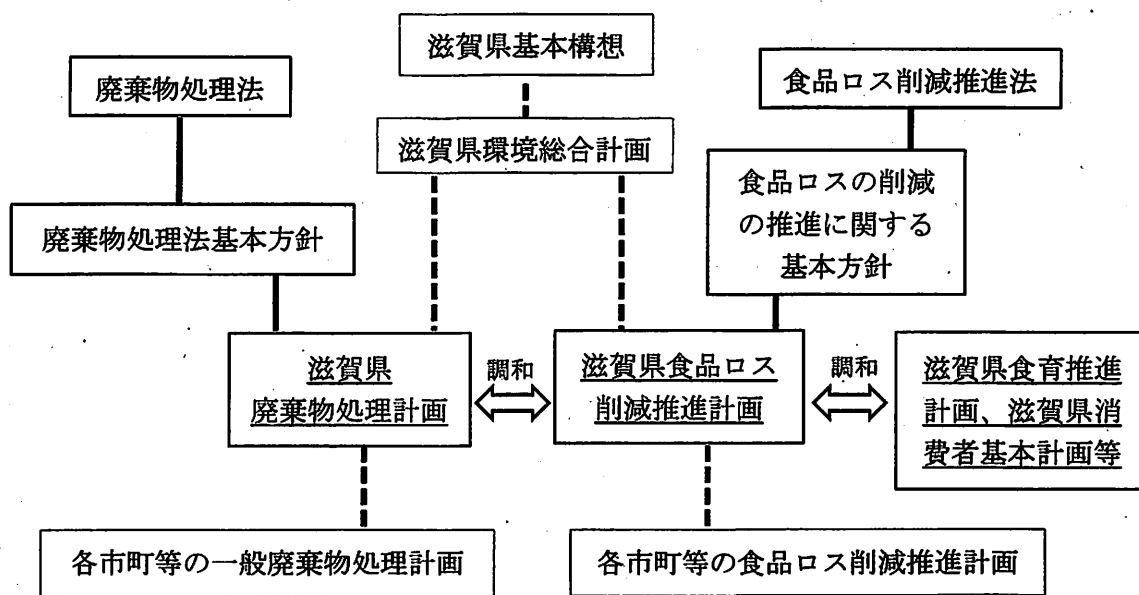 滋賀県基本構想
廃棄物処理法
食品ロス削減推進法
滋賀県環境総合計画
食品ロスの削減
の推進に関する
基本方針
廃棄物処理法基本方針
滋賀県
廃棄物処理計画
調和
滋賀県食品ロス
削減推進計画
調和
滋賀県食育推進
計画、滋賀県消
費者基本計画等
各市町等の一般廃棄物処理計画
各市町等の食品ロス削減推進計画